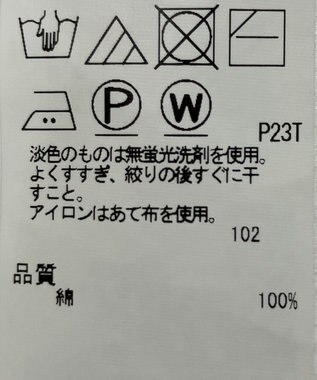 P W
P23T
淡色のものは無蛍光洗剤を使用。
よくすすぎ、絞りの後すぐに干
すこと。
アイロンはあて布を使用。
102
品質
綿 100%